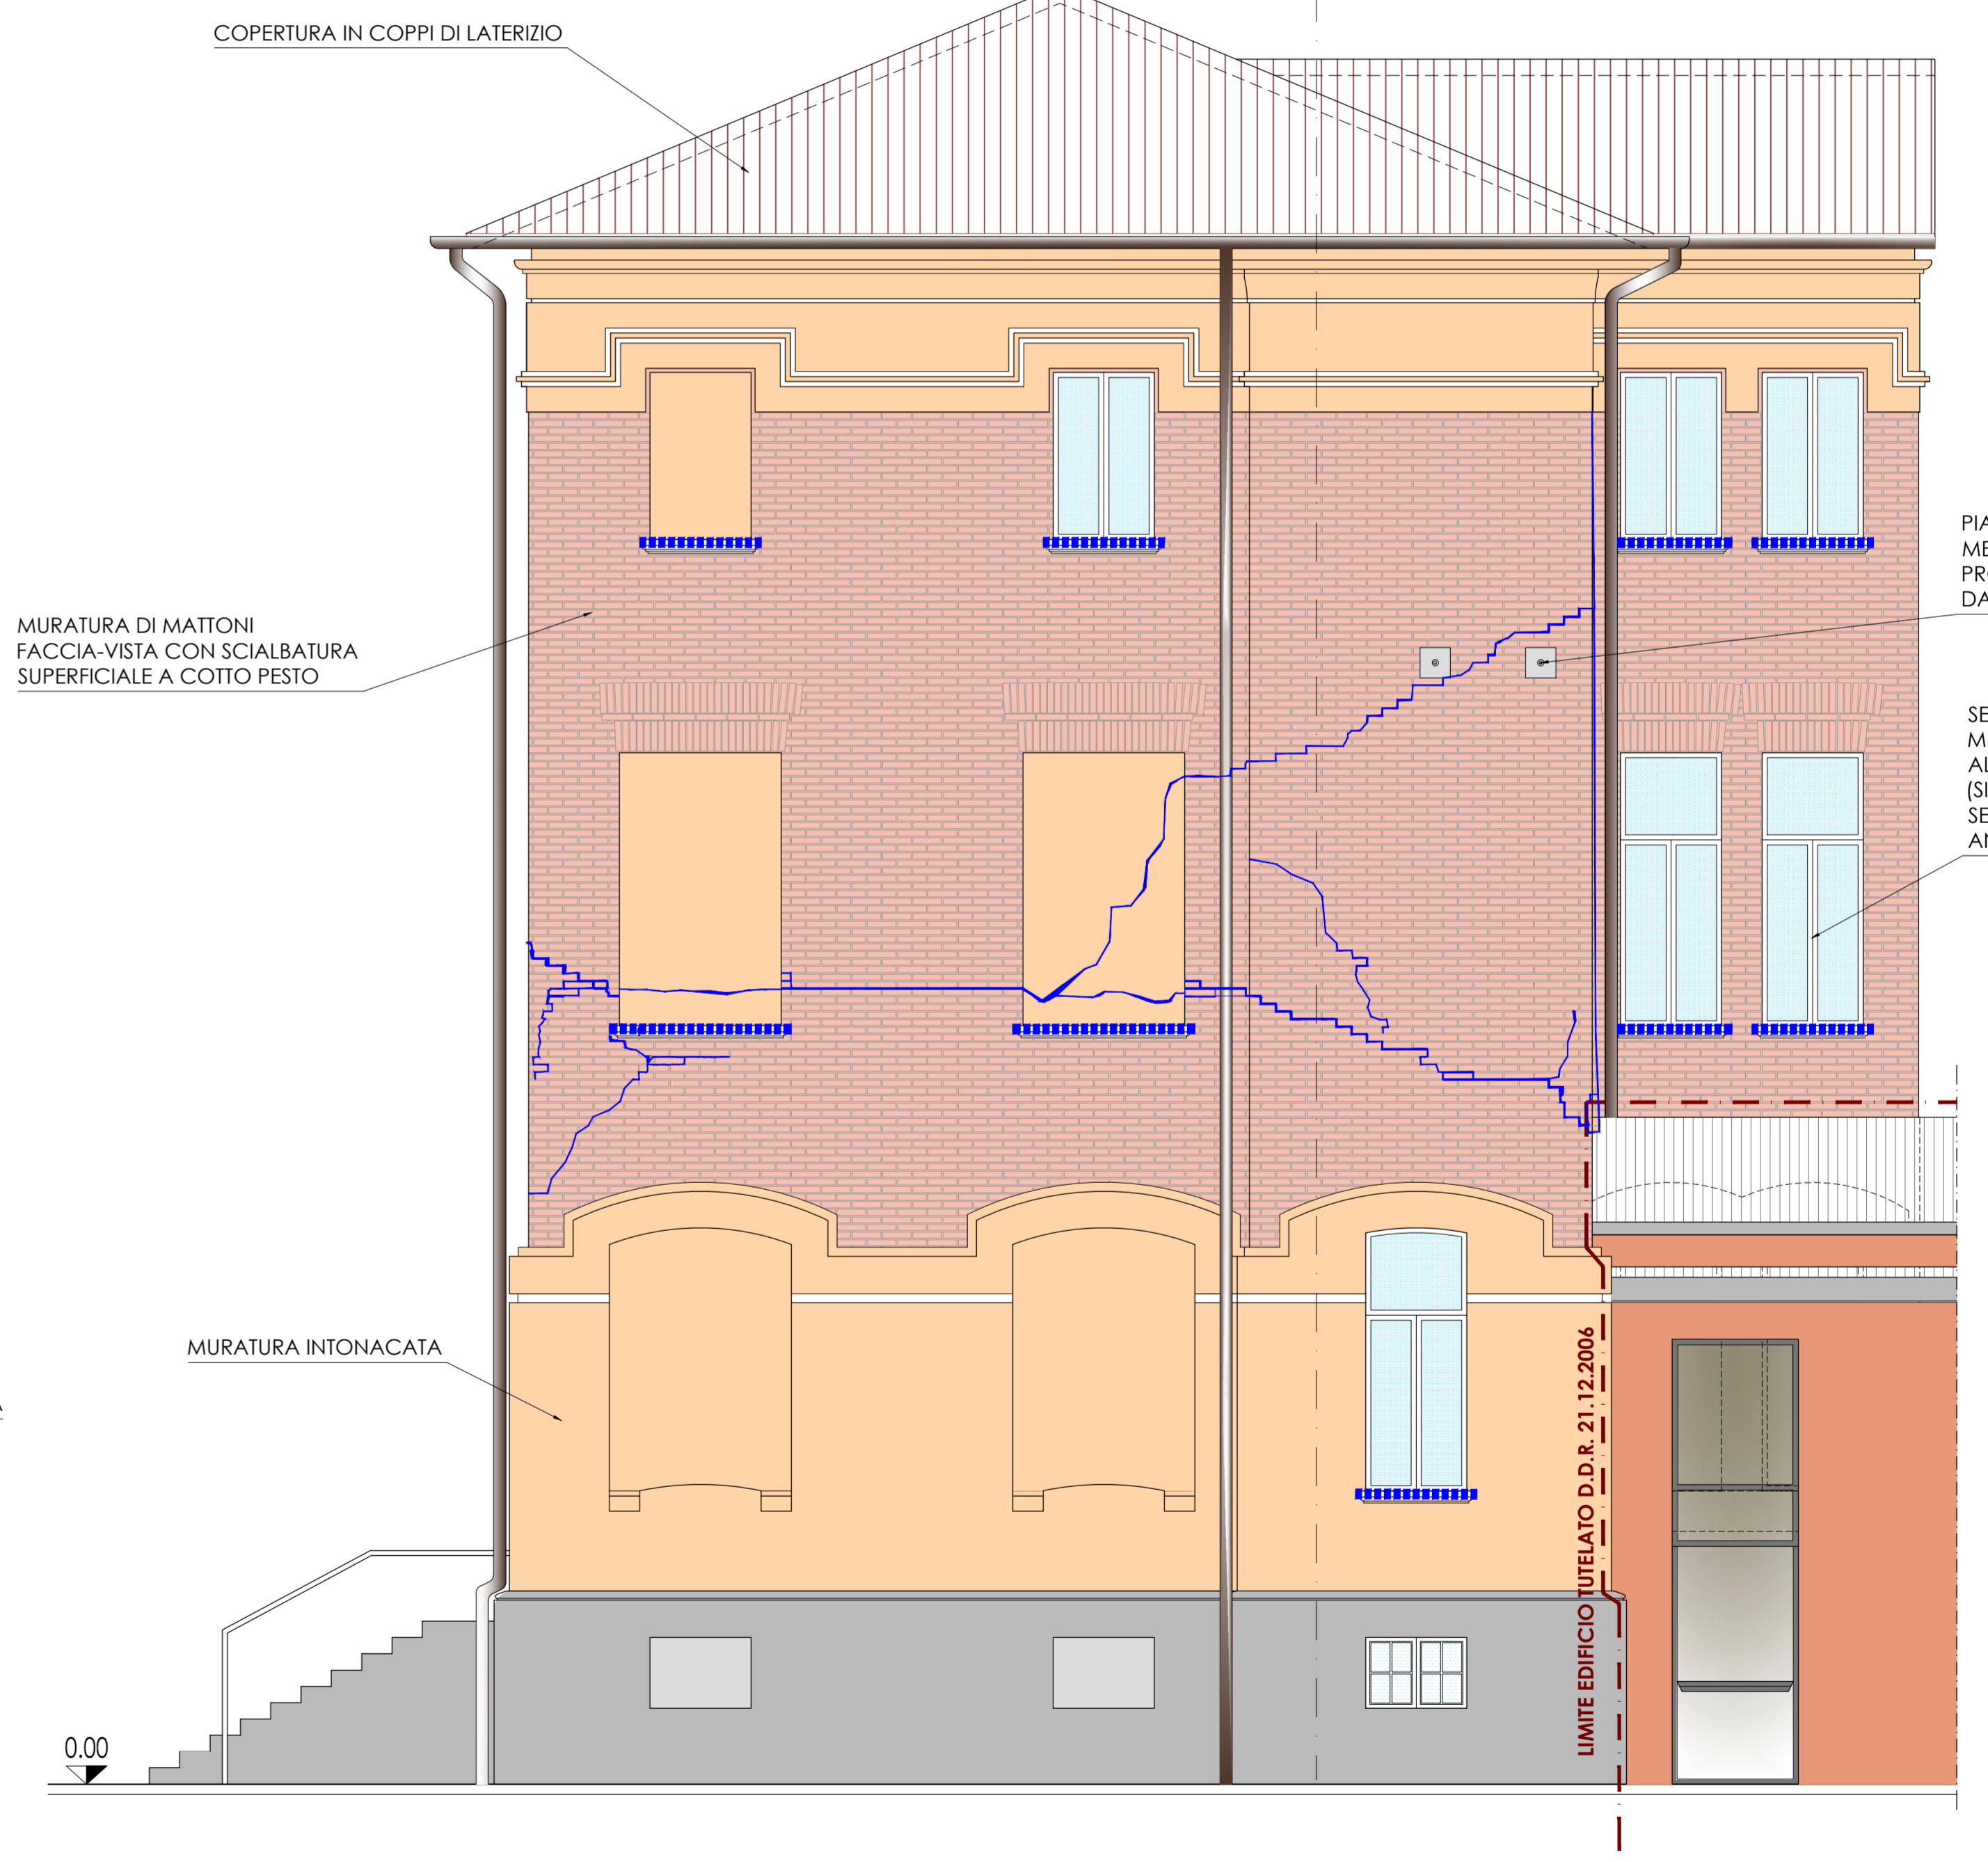 COPERTURA IN COPPI DI LATERIZIO
MURATURA DI MATTONI
FACCIA-VISTA CON SCIALBATURA
SUPERFICIALE A COTTO PESTO
MURATURA INTONACATA
0.00
LIMITE EDIFICIO TUTELATO D.D.R. 21.12.2006